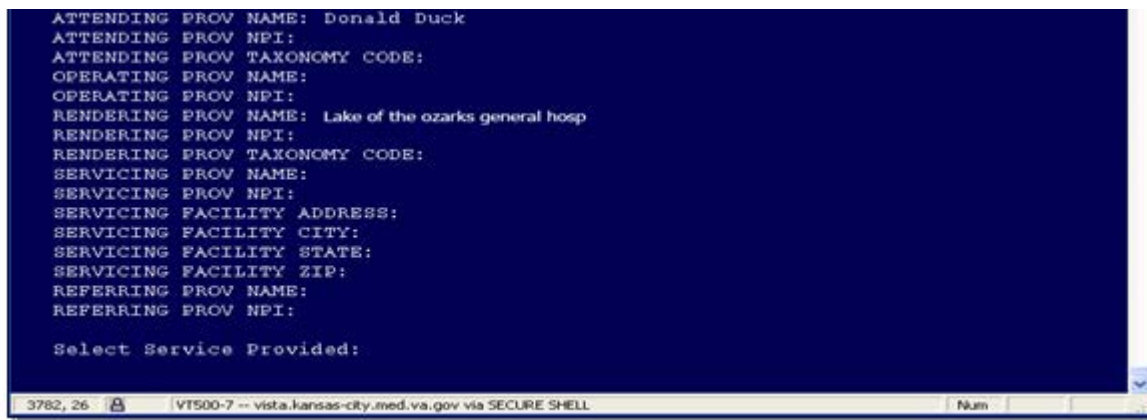 ATTENDING PROV NAME: Donald Duck
ATTENDING PROV NPI:
ATTENDING PROV TAXONOMY CODE:
OPERATING PROV NAME:
OPERATING PROV NPI:
RENDERING PROV NAME: Lake of the ozarks general hosp
RENDERING PROV NPI:
RENDERING PROV TAXONOMY CODE:
SERVICING PROV NAME:
SERVICING PROV NPI:
SERVICING FACILITY ADDRESS:
SERVICING FACILITY CITY:
SERVICING FACILITY STATE:
SERVICING FACILITY ZIP:
REFERRING PROV NAME:
REFERRING PROV NPI:
Select Service Provided:
3782, 26 VT500-7 -- vista.kansas-city.med.va.gov via SECURE SHELL Num